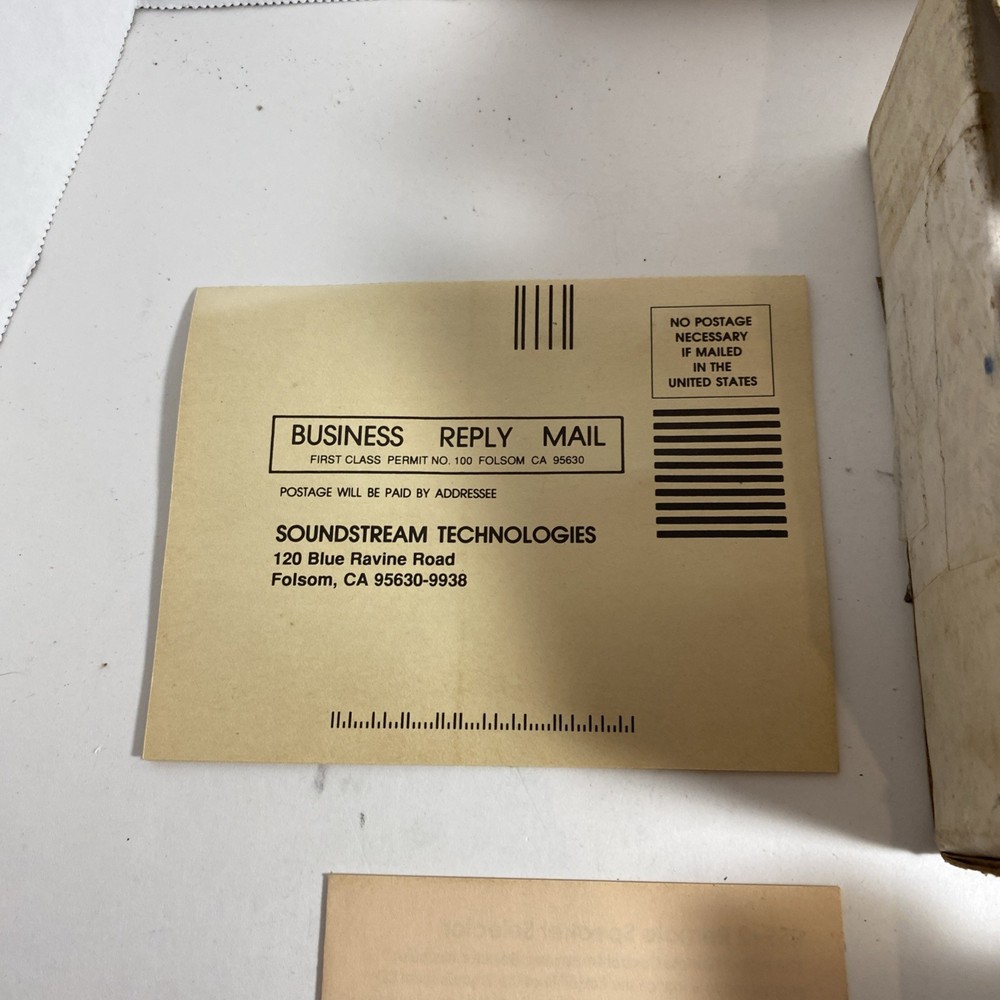 NO POSTAGE
NECESSARY
IF MAILED
IN THE
UNITED STATES
BUSINESS REPLY MAIL
FIRST CLASS PERMIT NO. 100 FOLSOM CA 95630
POSTAGE WILL BE PAID BY ADDRESSEE
SOUNDSTREAM TECHNOLOGIES
120 Blue Ravine Road
Folsom, CA 95630-9938